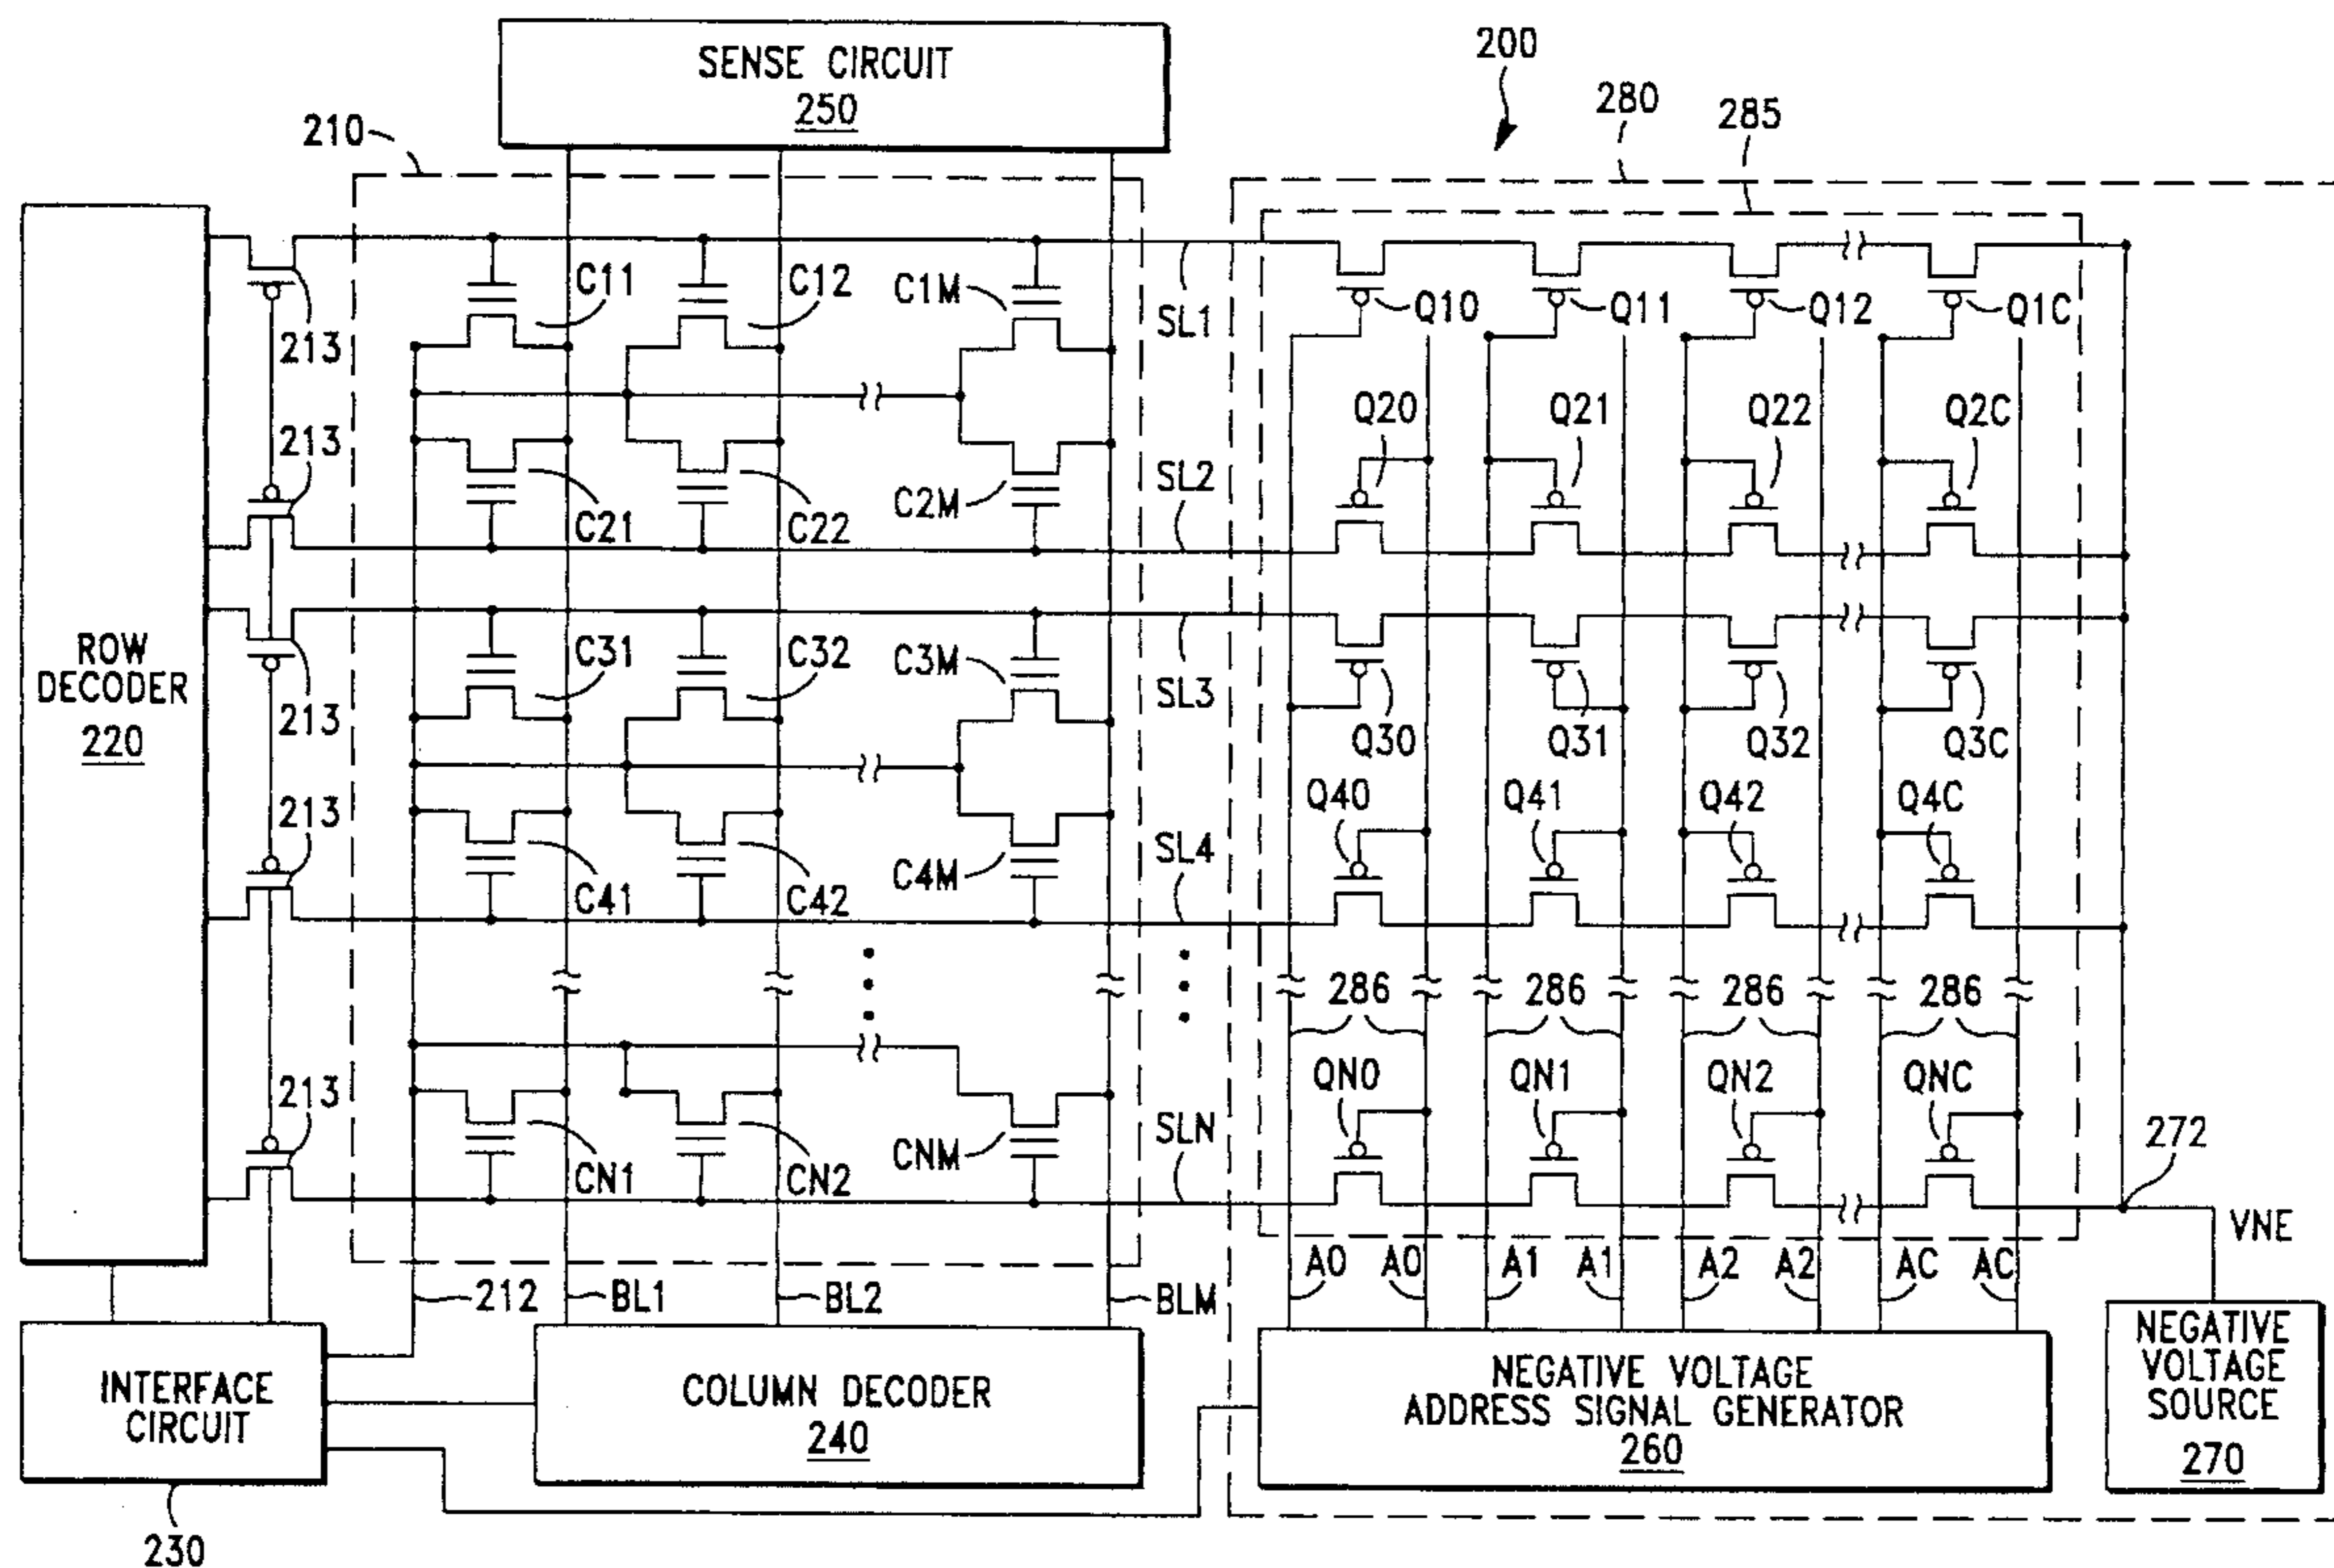 SENSE CIRCUIT
250
200
280
285
210
C11
C12
C1M
SL1
Q10
Q11
Q12
Q1C
213
Q20
Q21
Q22
Q2C
213
SL2
C2M
C21
C22
ROW
DECODER
220
C31
C32
C3M
SL3
213
Q30
Q31
Q32
Q3C
Q40
Q41
Q42
Q4C
213
SL4
C4M
C41
C42
286
286
286
286
213
QN0
QN1
QN2
QNC
SLN
CNM
CN1
CN2
272
VNE
A0
A0
A1
A1
A2
A2
AC
AC
212
BL1
BL2
BLM
INTERFACE
CIRCUIT
230
COLUMN DECODER
240
NEGATIVE VOLTAGE
ADDRESS SIGNAL GENERATOR
260
NEGATIVE
VOLTAGE
SOURCE
270